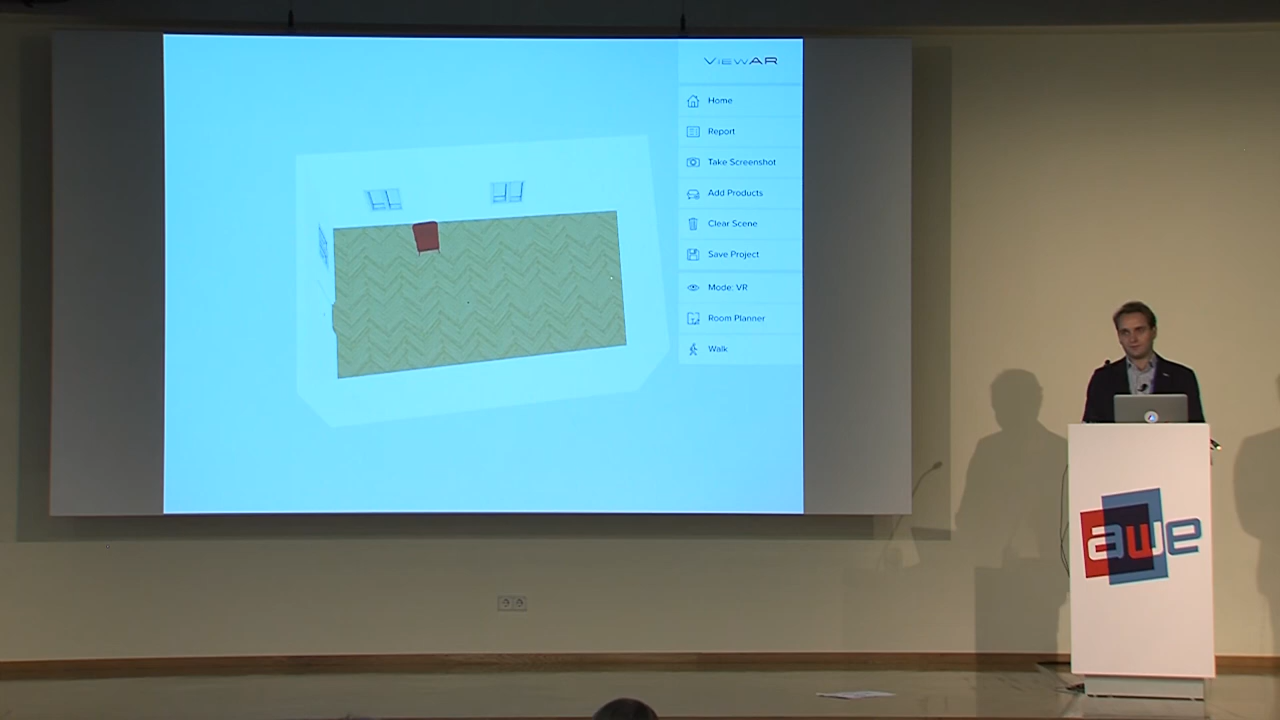 VIEWAR
Home
Report
Take Screenshot
Add Products
Clear Scene
Save Project
Mode: VR
Room Planner
Walk
awe